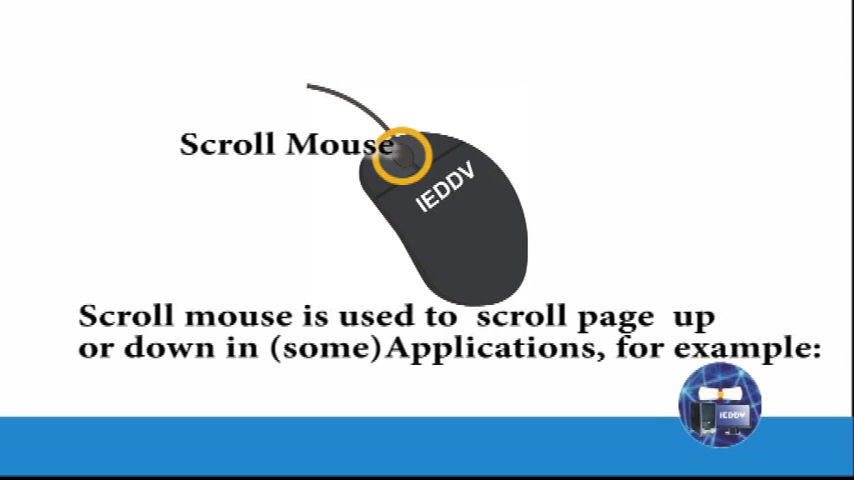 Scroll Mouse
IEDDV
Scroll mouse is used to scroll page up
or down in (some)Applications, for example:
IEDDV